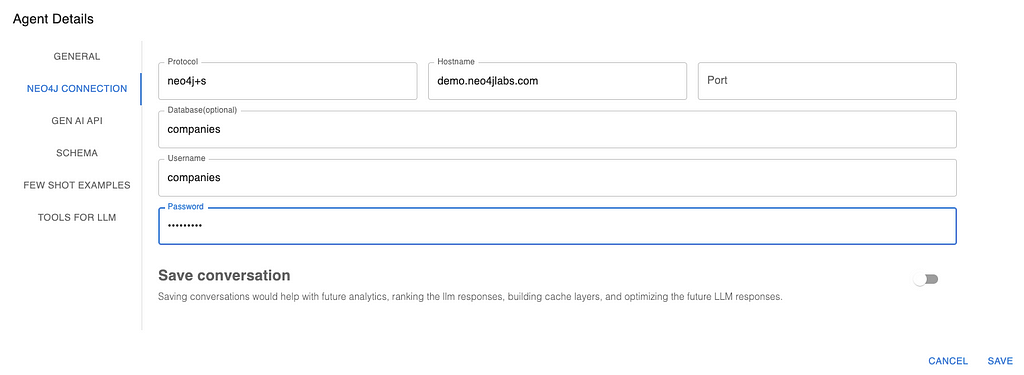 Agent Details
GENERAL
NEO4J CONNECTION
GEN AI API
SCHEMA
FEW SHOT EXAMPLES
TOOLS FOR LLM
Protocol
neo4j+s
Hostname
demo.neo4jlabs.com
Port
Database(optional)
companies
Username
companies
Password
•••••••••
Save conversation
Saving conversations would help with future analytics, ranking the llm responses, building cache layers, and optimizing the future LLM responses.
CANCEL
SAVE